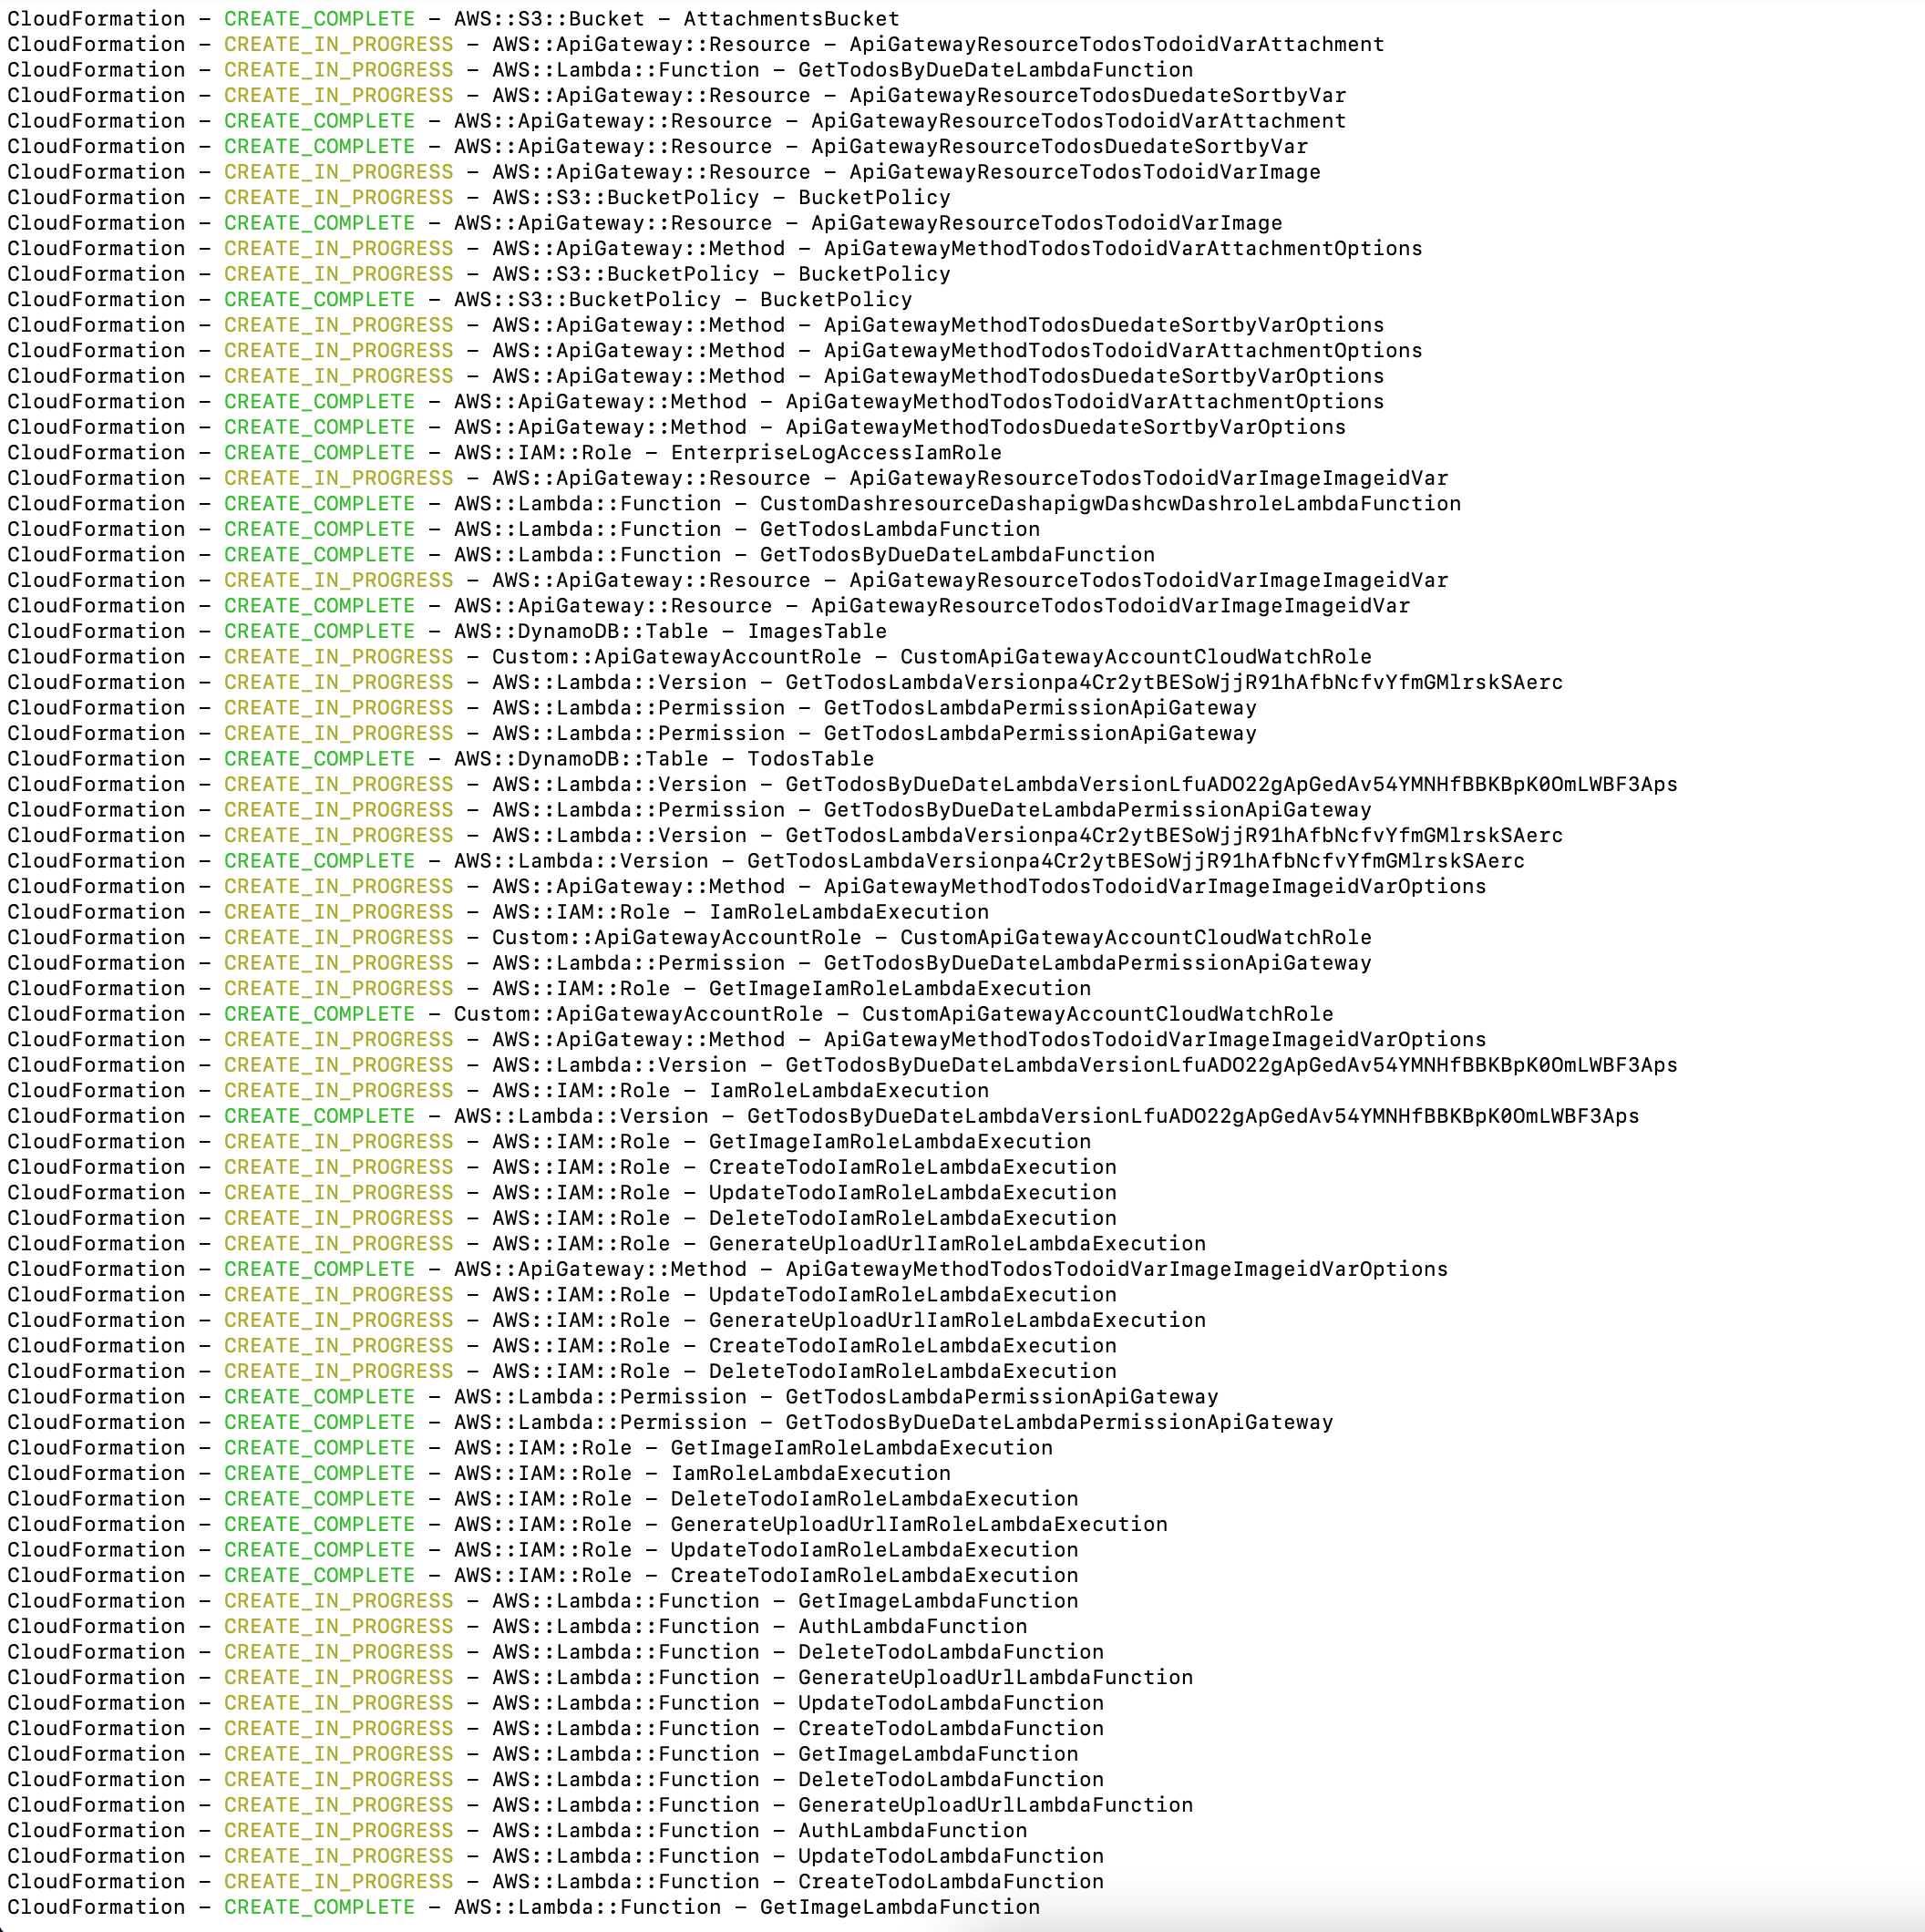 CloudFormation – CREATE_COMPLETE – AWS::S3::Bucket – AttachmentsBucket
CloudFormation – CREATE_IN_PROGRESS – AWS::ApiGateway::Resource – ApiGatewayResourceTodosTodoidVarAttachment
CloudFormation – CREATE_IN_PROGRESS – AWS::Lambda::Function – GetTodosByDueDateLambdaFunction
CloudFormation – CREATE_IN_PROGRESS – AWS::ApiGateway::Resource – ApiGatewayResourceTodosDuedateSortbyVar
CloudFormation – CREATE_COMPLETE – AWS::ApiGateway::Resource – ApiGatewayResourceTodosTodoidVarAttachment
CloudFormation – CREATE_COMPLETE – AWS::ApiGateway::Resource – ApiGatewayResourceTodosDuedateSortbyVar
CloudFormation – CREATE_IN_PROGRESS – AWS::ApiGateway::Resource – ApiGatewayResourceTodosTodoidVarImage
CloudFormation – CREATE_IN_PROGRESS – AWS::S3::BucketPolicy – BucketPolicy
CloudFormation – CREATE_COMPLETE – AWS::ApiGateway::Resource – ApiGatewayResourceTodosTodoidVarImage
CloudFormation – CREATE_IN_PROGRESS – AWS::ApiGateway::Method – ApiGatewayMethodTodosTodoidVarAttachmentOptions
CloudFormation – CREATE_IN_PROGRESS – AWS::S3::BucketPolicy – BucketPolicy
CloudFormation – CREATE_COMPLETE – AWS::S3::BucketPolicy – BucketPolicy
CloudFormation – CREATE_IN_PROGRESS – AWS::ApiGateway::Method – ApiGatewayMethodTodosDuedateSortbyVarOptions
CloudFormation – CREATE_IN_PROGRESS – AWS::ApiGateway::Method – ApiGatewayMethodTodosTodoidVarAttachmentOptions
CloudFormation – CREATE_IN_PROGRESS – AWS::ApiGateway::Method – ApiGatewayMethodTodosDuedateSortbyVarOptions
CloudFormation – CREATE_COMPLETE – AWS::ApiGateway::Method – ApiGatewayMethodTodosTodoidVarAttachmentOptions
CloudFormation – CREATE_COMPLETE – AWS::ApiGateway::Method – ApiGatewayMethodTodosDuedateSortbyVarOptions
CloudFormation – CREATE_COMPLETE – AWS::IAM::Role – EnterpriseLogAccessIamRole
CloudFormation – CREATE_IN_PROGRESS – AWS::ApiGateway::Resource – ApiGatewayResourceTodosTodoidVarImageImageidVar
CloudFormation – CREATE_COMPLETE – AWS::Lambda::Function – CustomDashresourceDashapigwDashcwDashroleLambdaFunction
CloudFormation – CREATE_COMPLETE – AWS::Lambda::Function – GetTodosLambdaFunction
CloudFormation – CREATE_COMPLETE – AWS::Lambda::Function – GetTodosByDueDateLambdaFunction
CloudFormation – CREATE_IN_PROGRESS – AWS::ApiGateway::Resource – ApiGatewayResourceTodosTodoidVarImageImageidVar
CloudFormation – CREATE_COMPLETE – AWS::ApiGateway::Resource – ApiGatewayResourceTodosTodoidVarImageImageidVar
CloudFormation – CREATE_COMPLETE – AWS::DynamoDB::Table – ImagesTable
CloudFormation – CREATE_IN_PROGRESS – Custom::ApiGatewayAccountRole – CustomApiGatewayAccountCloudWatchRole
CloudFormation – CREATE_IN_PROGRESS – AWS::Lambda::Version – GetTodosLambdaVersionpa4Cr2ytBESoWjjR91hAfbNcfvYfmGMlrskSAerc
CloudFormation – CREATE_IN_PROGRESS – AWS::Lambda::Permission – GetTodosLambdaPermissionApiGateway
CloudFormation – CREATE_IN_PROGRESS – AWS::Lambda::Permission – GetTodosLambdaPermissionApiGateway
CloudFormation – CREATE_COMPLETE – AWS::DynamoDB::Table – TodosTable
CloudFormation – CREATE_IN_PROGRESS – AWS::Lambda::Version – GetTodosByDueDateLambdaVersionLfuADO22gApGedAv54YMNHfBBKBpK0OmLWBF3Aps
CloudFormation – CREATE_IN_PROGRESS – AWS::Lambda::Permission – GetTodosByDueDateLambdaPermissionApiGateway
CloudFormation – CREATE_IN_PROGRESS – AWS::Lambda::Version – GetTodosLambdaVersionpa4Cr2ytBESoWjjR91hAfbNcfvYfmGMlrskSAerc
CloudFormation – CREATE_COMPLETE – AWS::Lambda::Version – GetTodosLambdaVersionpa4Cr2ytBESoWjjR91hAfbNcfvYfmGMlrskSAerc
CloudFormation – CREATE_IN_PROGRESS – AWS::ApiGateway::Method – ApiGatewayMethodTodosTodoidVarImageImageidVarOptions
CloudFormation – CREATE_IN_PROGRESS – AWS::IAM::Role – IamRoleLambdaExecution
CloudFormation – CREATE_IN_PROGRESS – Custom::ApiGatewayAccountRole – CustomApiGatewayAccountCloudWatchRole
CloudFormation – CREATE_IN_PROGRESS – AWS::Lambda::Permission – GetTodosByDueDateLambdaPermissionApiGateway
CloudFormation – CREATE_IN_PROGRESS – AWS::IAM::Role – GetImageIamRoleLambdaExecution
CloudFormation – CREATE_COMPLETE – Custom::ApiGatewayAccountRole – CustomApiGatewayAccountCloudWatchRole
CloudFormation – CREATE_IN_PROGRESS – AWS::ApiGateway::Method – ApiGatewayMethodTodosTodoidVarImageImageidVarOptions
CloudFormation – CREATE_IN_PROGRESS – AWS::Lambda::Version – GetTodosByDueDateLambdaVersionLfuADO22gApGedAv54YMNHfBBKBpK0OmLWBF3Aps
CloudFormation – CREATE_IN_PROGRESS – AWS::IAM::Role – IamRoleLambdaExecution
CloudFormation – CREATE_COMPLETE – AWS::Lambda::Version – GetTodosByDueDateLambdaVersionLfuADO22gApGedAv54YMNHfBBKBpK0OmLWBF3Aps
CloudFormation – CREATE_IN_PROGRESS – AWS::IAM::Role – GetImageIamRoleLambdaExecution
CloudFormation – CREATE_IN_PROGRESS – AWS::IAM::Role – CreateTodoIamRoleLambdaExecution
CloudFormation – CREATE_IN_PROGRESS – AWS::IAM::Role – UpdateTodoIamRoleLambdaExecution
CloudFormation – CREATE_IN_PROGRESS – AWS::IAM::Role – DeleteTodoIamRoleLambdaExecution
CloudFormation – CREATE_IN_PROGRESS – AWS::IAM::Role – GenerateUploadUrlIamRoleLambdaExecution
CloudFormation – CREATE_COMPLETE – AWS::ApiGateway::Method – ApiGatewayMethodTodosTodoidVarImageImageidVarOptions
CloudFormation – CREATE_IN_PROGRESS – AWS::IAM::Role – UpdateTodoIamRoleLambdaExecution
CloudFormation – CREATE_IN_PROGRESS – AWS::IAM::Role – GenerateUploadUrlIamRoleLambdaExecution
CloudFormation – CREATE_IN_PROGRESS – AWS::IAM::Role – CreateTodoIamRoleLambdaExecution
CloudFormation – CREATE_IN_PROGRESS – AWS::IAM::Role – DeleteTodoIamRoleLambdaExecution
CloudFormation – CREATE_COMPLETE – AWS::Lambda::Permission – GetTodosLambdaPermissionApiGateway
CloudFormation – CREATE_COMPLETE – AWS::Lambda::Permission – GetTodosByDueDateLambdaPermissionApiGateway
CloudFormation – CREATE_COMPLETE – AWS::IAM::Role – GetImageIamRoleLambdaExecution
CloudFormation – CREATE_COMPLETE – AWS::IAM::Role – IamRoleLambdaExecution
CloudFormation – CREATE_COMPLETE – AWS::IAM::Role – DeleteTodoIamRoleLambdaExecution
CloudFormation – CREATE_COMPLETE – AWS::IAM::Role – GenerateUploadUrlIamRoleLambdaExecution
CloudFormation – CREATE_COMPLETE – AWS::IAM::Role – UpdateTodoIamRoleLambdaExecution
CloudFormation – CREATE_COMPLETE – AWS::IAM::Role – CreateTodoIamRoleLambdaExecution
CloudFormation – CREATE_IN_PROGRESS – AWS::Lambda::Function – GetImageLambdaFunction
CloudFormation – CREATE_IN_PROGRESS – AWS::Lambda::Function – AuthLambdaFunction
CloudFormation – CREATE_IN_PROGRESS – AWS::Lambda::Function – DeleteTodoLambdaFunction
CloudFormation – CREATE_IN_PROGRESS – AWS::Lambda::Function – GenerateUploadUrlLambdaFunction
CloudFormation – CREATE_IN_PROGRESS – AWS::Lambda::Function – UpdateTodoLambdaFunction
CloudFormation – CREATE_IN_PROGRESS – AWS::Lambda::Function – CreateTodoLambdaFunction
CloudFormation – CREATE_IN_PROGRESS – AWS::Lambda::Function – GetImageLambdaFunction
CloudFormation – CREATE_IN_PROGRESS – AWS::Lambda::Function – DeleteTodoLambdaFunction
CloudFormation – CREATE_IN_PROGRESS – AWS::Lambda::Function – GenerateUploadUrlLambdaFunction
CloudFormation – CREATE_IN_PROGRESS – AWS::Lambda::Function – AuthLambdaFunction
CloudFormation – CREATE_IN_PROGRESS – AWS::Lambda::Function – UpdateTodoLambdaFunction
CloudFormation – CREATE_IN_PROGRESS – AWS::Lambda::Function – CreateTodoLambdaFunction
CloudFormation – CREATE_COMPLETE – AWS::Lambda::Function – GetImageLambdaFunction